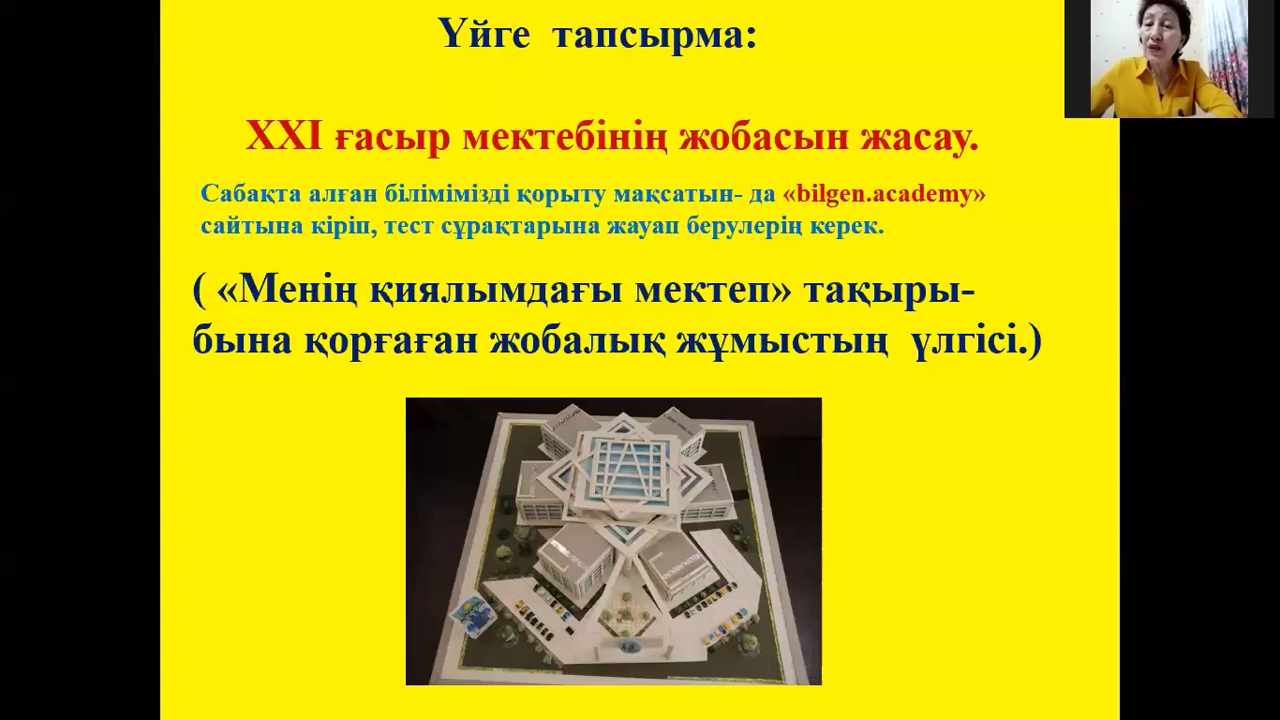 Үйге тапсырма:
XXI ғасыр мектебінің жобасын жасау.
Сабақта алған білімімізді қорыту мақсатын- да «bilgen.academy»
сайтына кіріп, тест сұрақтарына жауап берулерің керек.
( «Менің қиялымдағы мектеп» тақыры-
бына қорғаған жобалық жұмыстың үлгісі.)